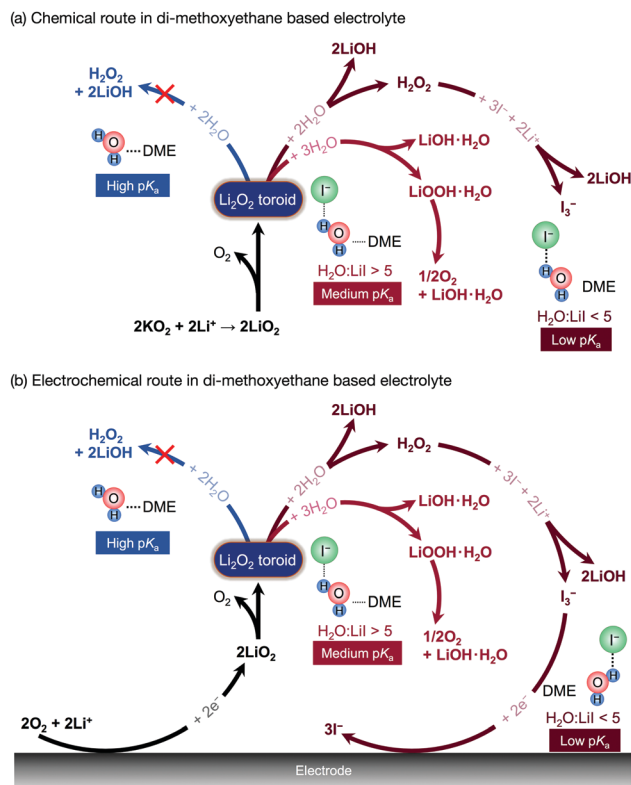 (a) Chemical route in di-methoxyethane based electrolyte
2LiOH
H₂O₂
+ 2LiOH
H₂O₂
+ 2H₂O
+ 2H₂O
+ 3I⁻ + 2Li⁺
+ 3H₂O
LiOH·H₂O
H O H DME
High pKₐ
Li₂O₂ toroid
I⁻
LiOOH·H₂O
2LiOH
I₃⁻
H O H DME
I⁻
O₂
H₂O:LiI > 5
Medium pKₐ
1/2O₂
+ LiOH·H₂O
H O H DME
H₂O:LiI < 5
Low pKₐ
2KO₂ + 2Li⁺ → 2LiO₂
(b) Electrochemical route in di-methoxyethane based electrolyte
2LiOH
H₂O₂
+ 2LiOH
H₂O₂
+ 2H₂O
+ 2H₂O
+ 3I⁻ + 2Li⁺
+ 3H₂O
LiOH·H₂O
H O H DME
High pKₐ
Li₂O₂ toroid
I⁻
LiOOH·H₂O
2LiOH
I₃⁻
O₂
H O H DME
H₂O:LiI > 5
Medium pKₐ
1/2O₂
+ LiOH·H₂O
2LiO₂
I⁻
DME H O H
H₂O:LiI < 5
Low pKₐ
2O₂ + 2Li⁺
+ 2e⁻
3I⁻
+ 2e⁻
Electrode